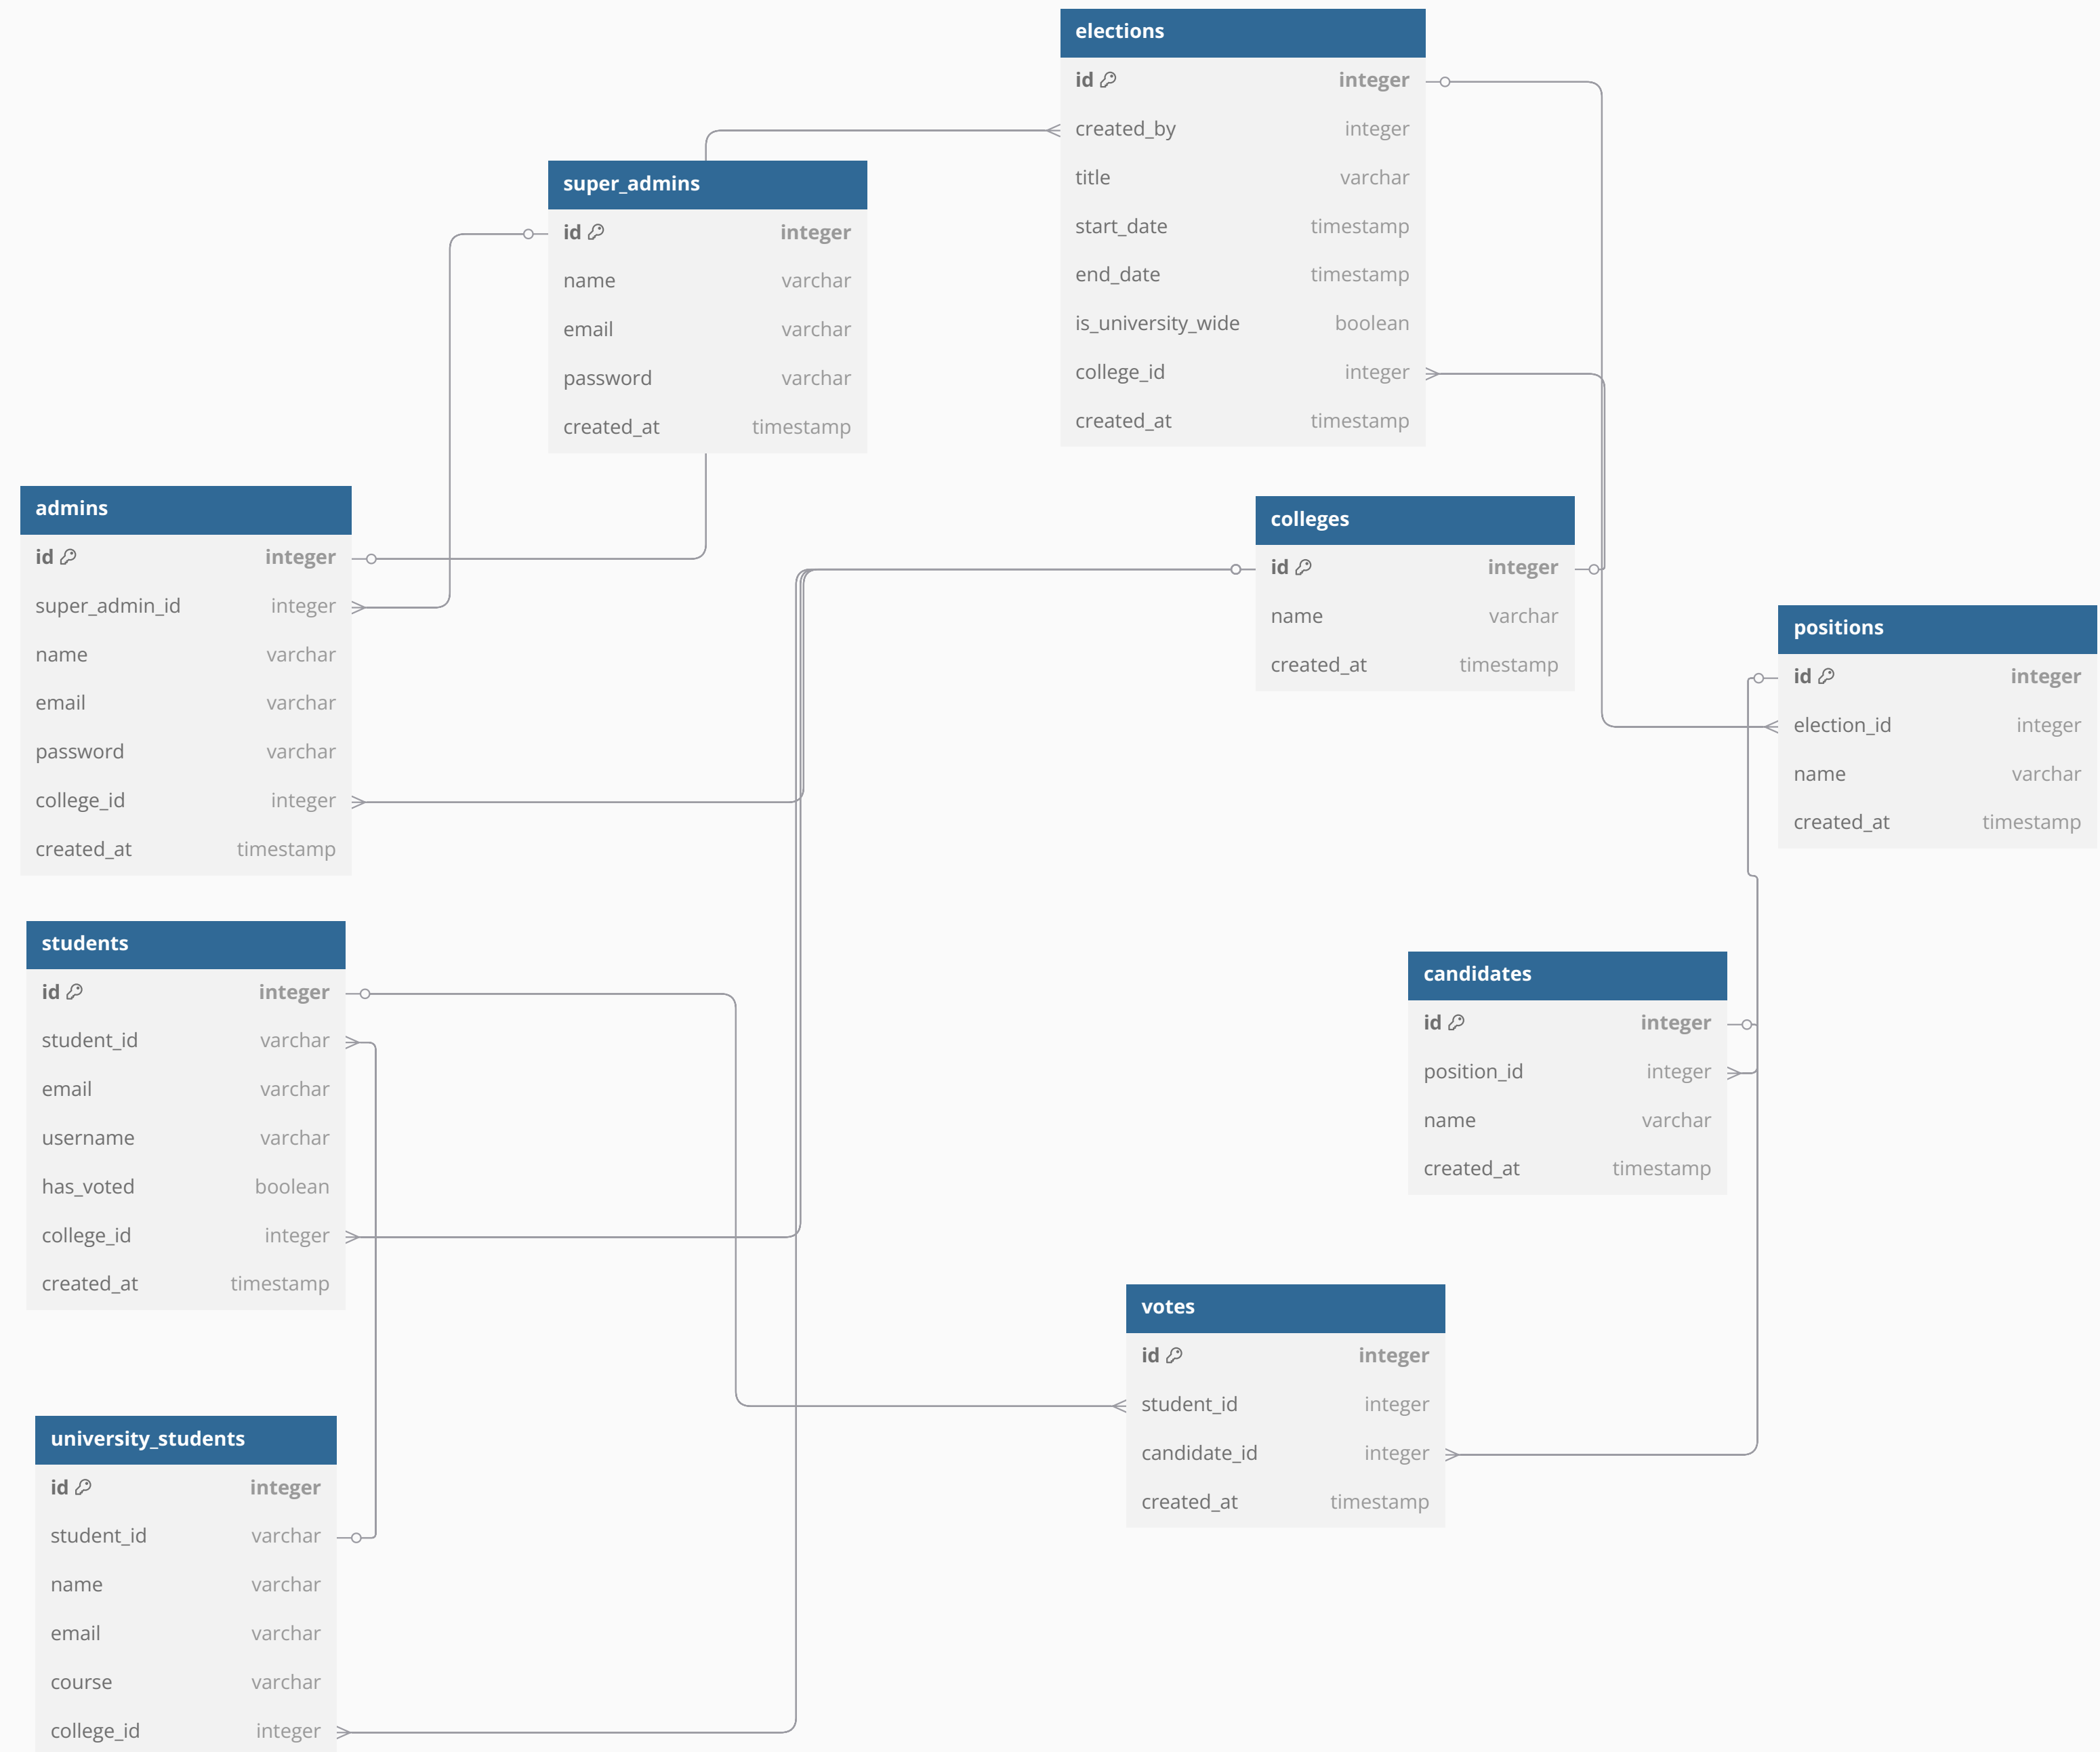 elections
id integer
created_by integer
title varchar
start_date timestamp
end_date timestamp
is_university_wide boolean
college_id integer
created_at timestamp
super_admins
id integer
name varchar
email varchar
password varchar
created_at timestamp
admins
id integer
super_admin_id integer
name varchar
email varchar
password varchar
college_id integer
created_at timestamp
colleges
id integer
name varchar
created_at timestamp
positions
id integer
election_id integer
name varchar
created_at timestamp
students
id integer
student_id varchar
email varchar
username varchar
has_voted boolean
college_id integer
created_at timestamp
candidates
id integer
position_id integer
name varchar
created_at timestamp
votes
id integer
student_id integer
candidate_id integer
created_at timestamp
university_students
id integer
student_id varchar
name varchar
email varchar
course varchar
college_id integer